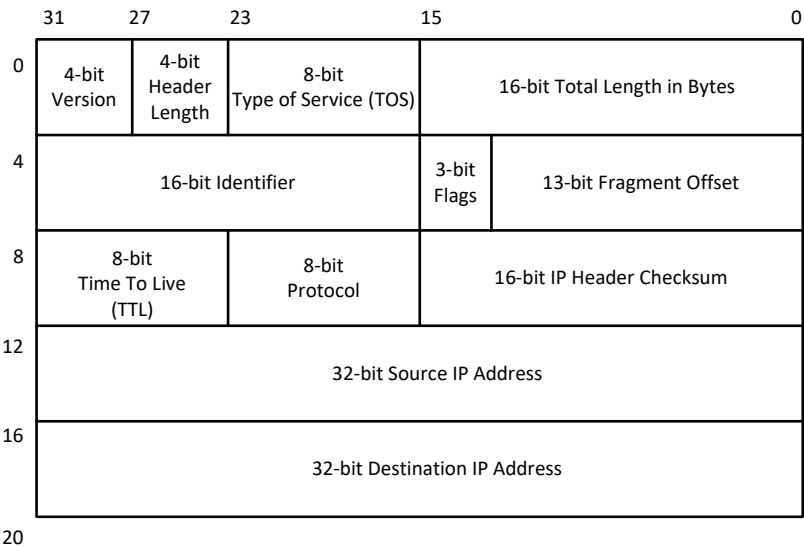 31 27 23 15 0
0
4-bit
Version
4-bit
Header
Length
8-bit
Type of Service (TOS)
16-bit Total Length in Bytes
4
16-bit Identifier
3-bit
Flags
13-bit Fragment Offset
8
8-bit
Time To Live
(TTL)
8-bit
Protocol
16-bit IP Header Checksum
12
32-bit Source IP Address
16
32-bit Destination IP Address
20